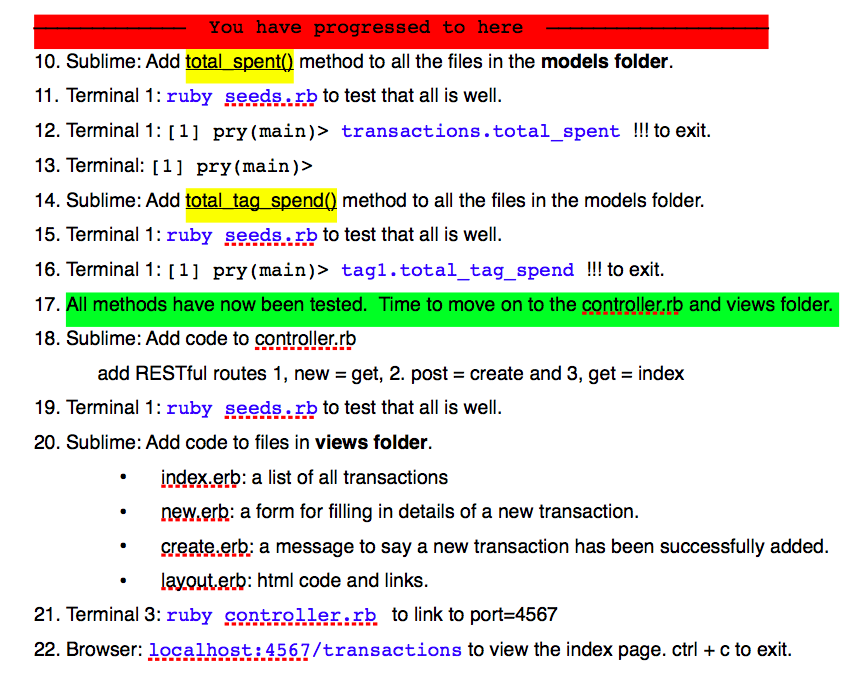 You have progressed to here
10. Sublime: Add total_spent() method to all the files in the models folder.
11. Terminal 1: ruby seeds.rb to test that all is well.
12. Terminal 1: [1] pry(main)> transactions.total_spent !!! to exit.
13. Terminal: [1] pry(main)>
14. Sublime: Add total_tag_spend() method to all the files in the models folder.
15. Terminal 1: ruby seeds.rb to test that all is well.
16. Terminal 1: [1] pry(main)> tag1.total_tag_spend !!! to exit.
17. All methods have now been tested. Time to move on to the controller.rb and views folder.
18. Sublime: Add code to controller.rb
add RESTful routes 1, new = get, 2. post = create and 3, get = index
19. Terminal 1: ruby seeds.rb to test that all is well.
20. Sublime: Add code to files in views folder.
• index.erb: a list of all transactions
• new.erb: a form for filling in details of a new transaction.
• create.erb: a message to say a new transaction has been successfully added.
• layout.erb: html code and links.
21. Terminal 3: ruby controller.rb to link to port=4567
22. Browser: localhost:4567/transactions to view the index page. ctrl + c to exit.